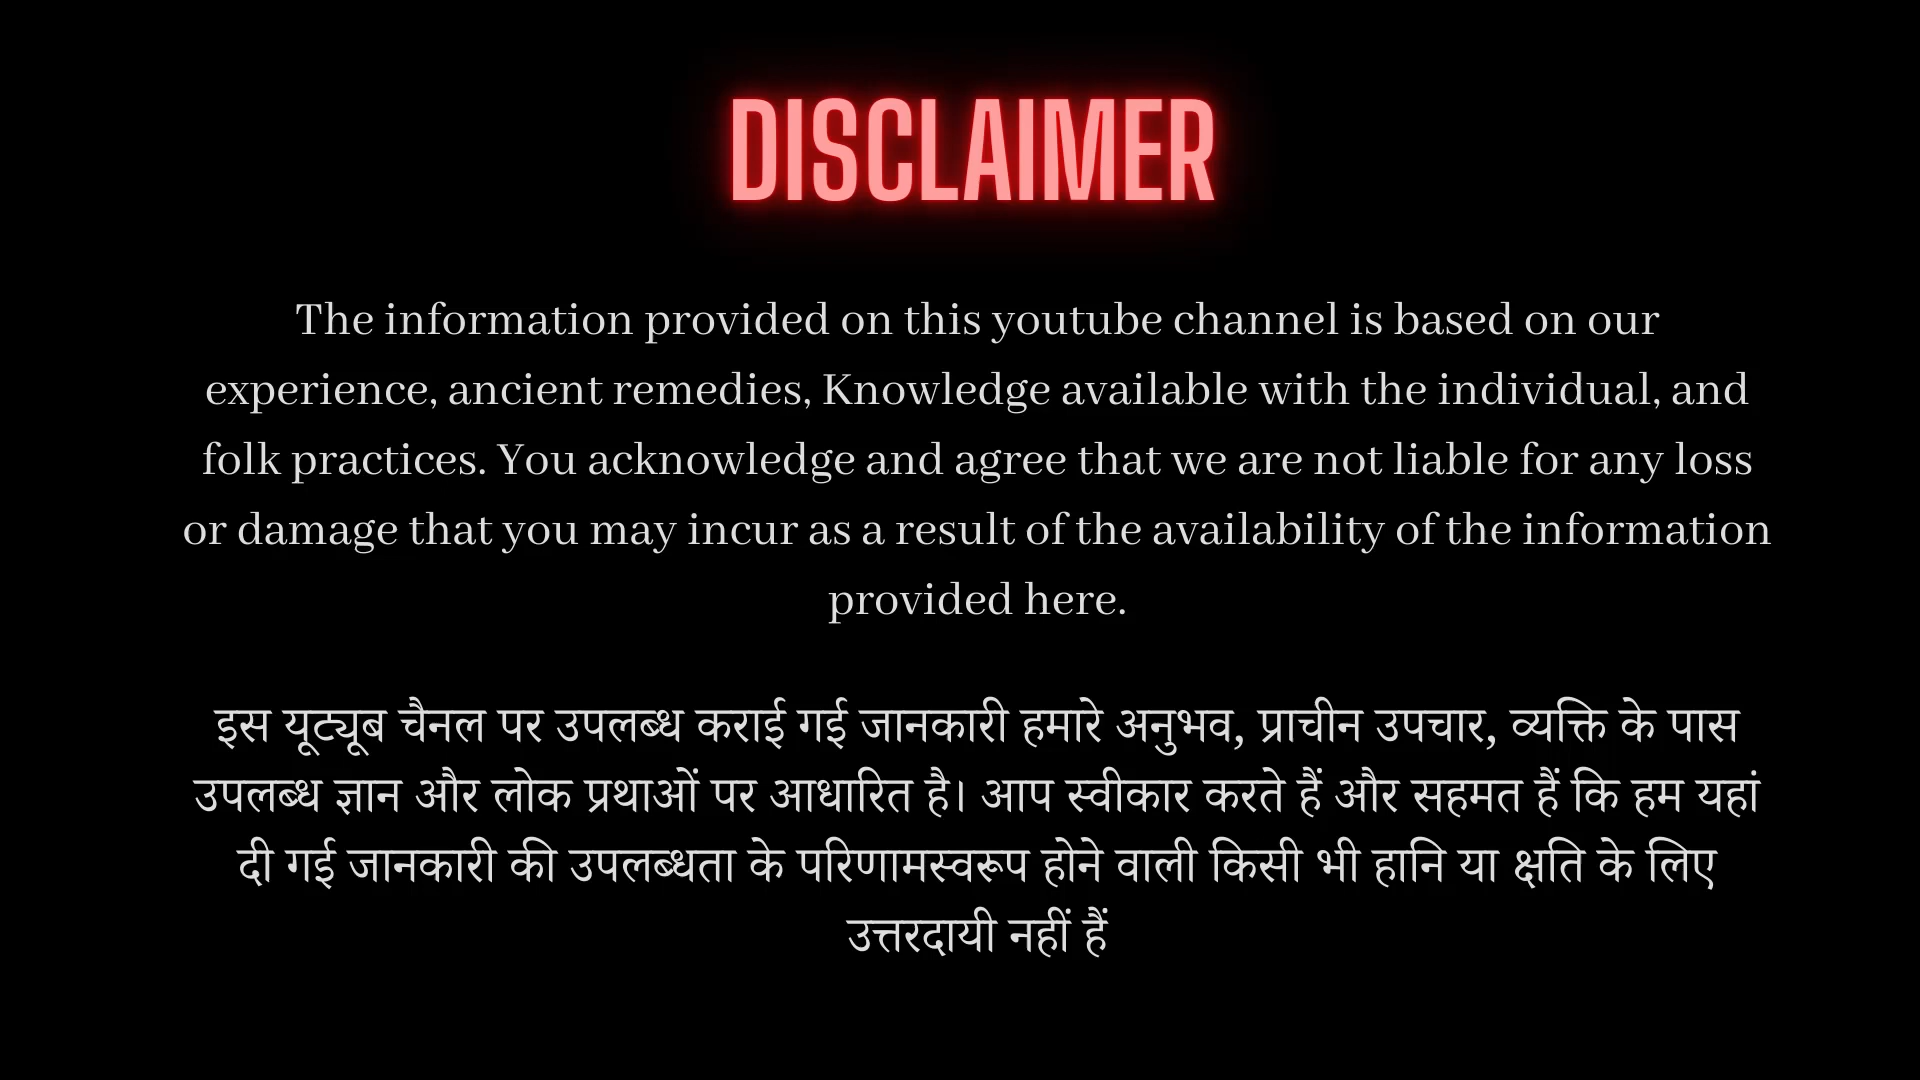 DISCLAIMER
The information provided on this youtube channel is based on our
experience, ancient remedies, Knowledge available with the individual, and
folk practices. You acknowledge and agree that we are not liable for any loss
or damage that you may incur as a result of the availability of the information
provided here.
इस यूट्यूब चैनल पर उपलब्ध कराई गई जानकारी हमारे अनुभव, प्राचीन उपचार, व्यक्ति के पास
उपलब्ध ज्ञान और लोक प्रथाओं पर आधारित है। आप स्वीकार करते हैं और सहमत हैं कि हम यहां
दी गई जानकारी की उपलब्धता के परिणामस्वरूप होने वाली किसी भी हानि या क्षति के लिए
उत्तरदायी नहीं हैं